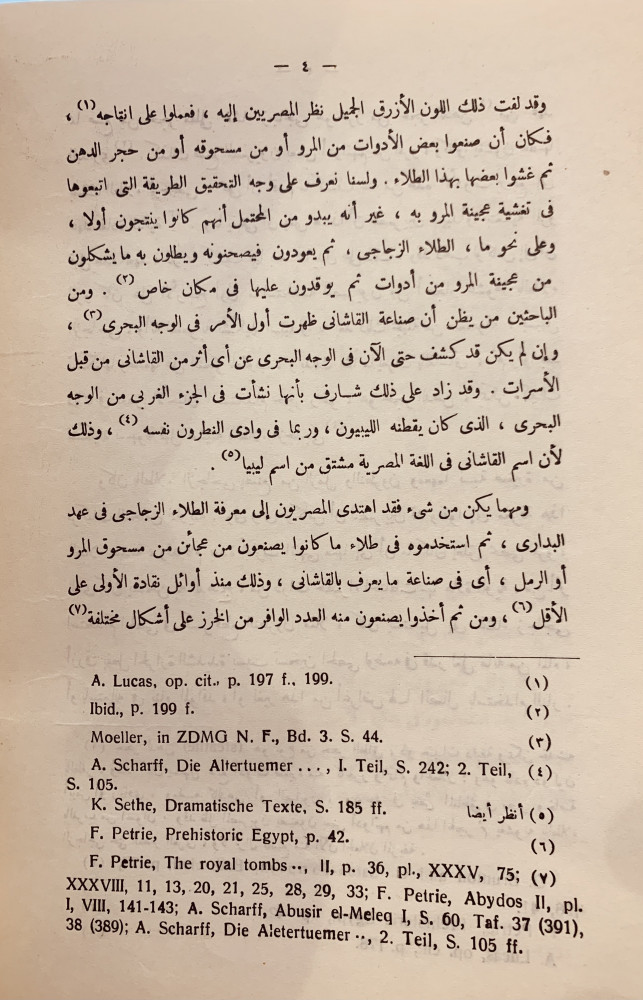 — ٤ —
وقد لفت ذلك اللون الأزرق الجميل نظر المصريين إليه ، فعملوا على انتاجه (١) ،
فكان أن صنعوا بعض الأدوات من المرو أو من مسحوقه أو من حجر الدهن
ثم غشوا بعضها بهذا الطلاء . ولسنا نعرف على وجه التحقيق الطريقة التى اتبعوها
فى تغشية عجينة المرو به ، غير أنه يبدو من المحتمل أنهم كانوا ينتجون أولا ،
وعلى نحو ما ، الطلاء الزجاجى ، ثم يعودون فيصحنونه ويطلون به ما يشكلون
من عجينة المرو من أدوات ثم يوقدون عليها فى مكان خاص (٢) . ومن
الباحثين من يظن أن صناعة القاشانى ظهرت أول الأمر فى الوجه البحرى (٣) ،
وإن لم يكن قد كشف حتى الآن فى الوجه البحرى عن أى أثر من القاشانى من قبل
الأسرات . وقد زاد على ذلك شارف بأنها نشأت فى الجزء الغربى من الوجه
البحرى ، الذى كان يقطنه الليبيون ، وربما فى وادى النطرون نفسه (٤) ، وذلك
لأن اسم القاشانى فى اللغة المصرية مشتق من اسم ليبيا (٥) .
ومهما يكن من شىء فقد اهتدى المصريون إلى معرفة الطلاء الزجاجى فى عهد
البدارى ، ثم استخدموه فى طلاء ما كانوا يصنعون من عجائن من مسحوق المرو
أو الرمل ، أى فى صناعة ما يعرف بالقاشانى ، وذلك منذ أوائل نقادة الأولى على
الأقل (٦) ، ومن ثم أخذوا يصنعون منه العدد الوافر من الخرز على أشكال مختلفة (٧)
A. Lucas, op. cit., p. 197 f., 199. (١)
Ibid., p. 199 f. (٢)
Moeller, in ZDMG N. F., Bd. 3. S. 44. (٣)
A. Scharff, Die Altertuemer ..., I. Teil, S. 242; 2. Teil, (٤)
S. 105.
K. Sethe, Dramatische Texte, S. 185 ff. (٥) أنظر أيضا
F. Petrie, Prehistoric Egypt, p. 42. (٦)
F. Petrie, The royal tombs .., II, p. 36, pl., XXXV, 75; (٧)
XXXVIII, 11, 13, 20, 21, 25, 28, 29, 33; F. Petrie, Abydos II, pl.
I, VIII, 141-143; A. Scharff, Abusir el-Meleq I, S. 60, Taf. 37 (391),
38 (389); A. Scharff, Die Aletertuemer .., 2. Teil, S. 105 ff.